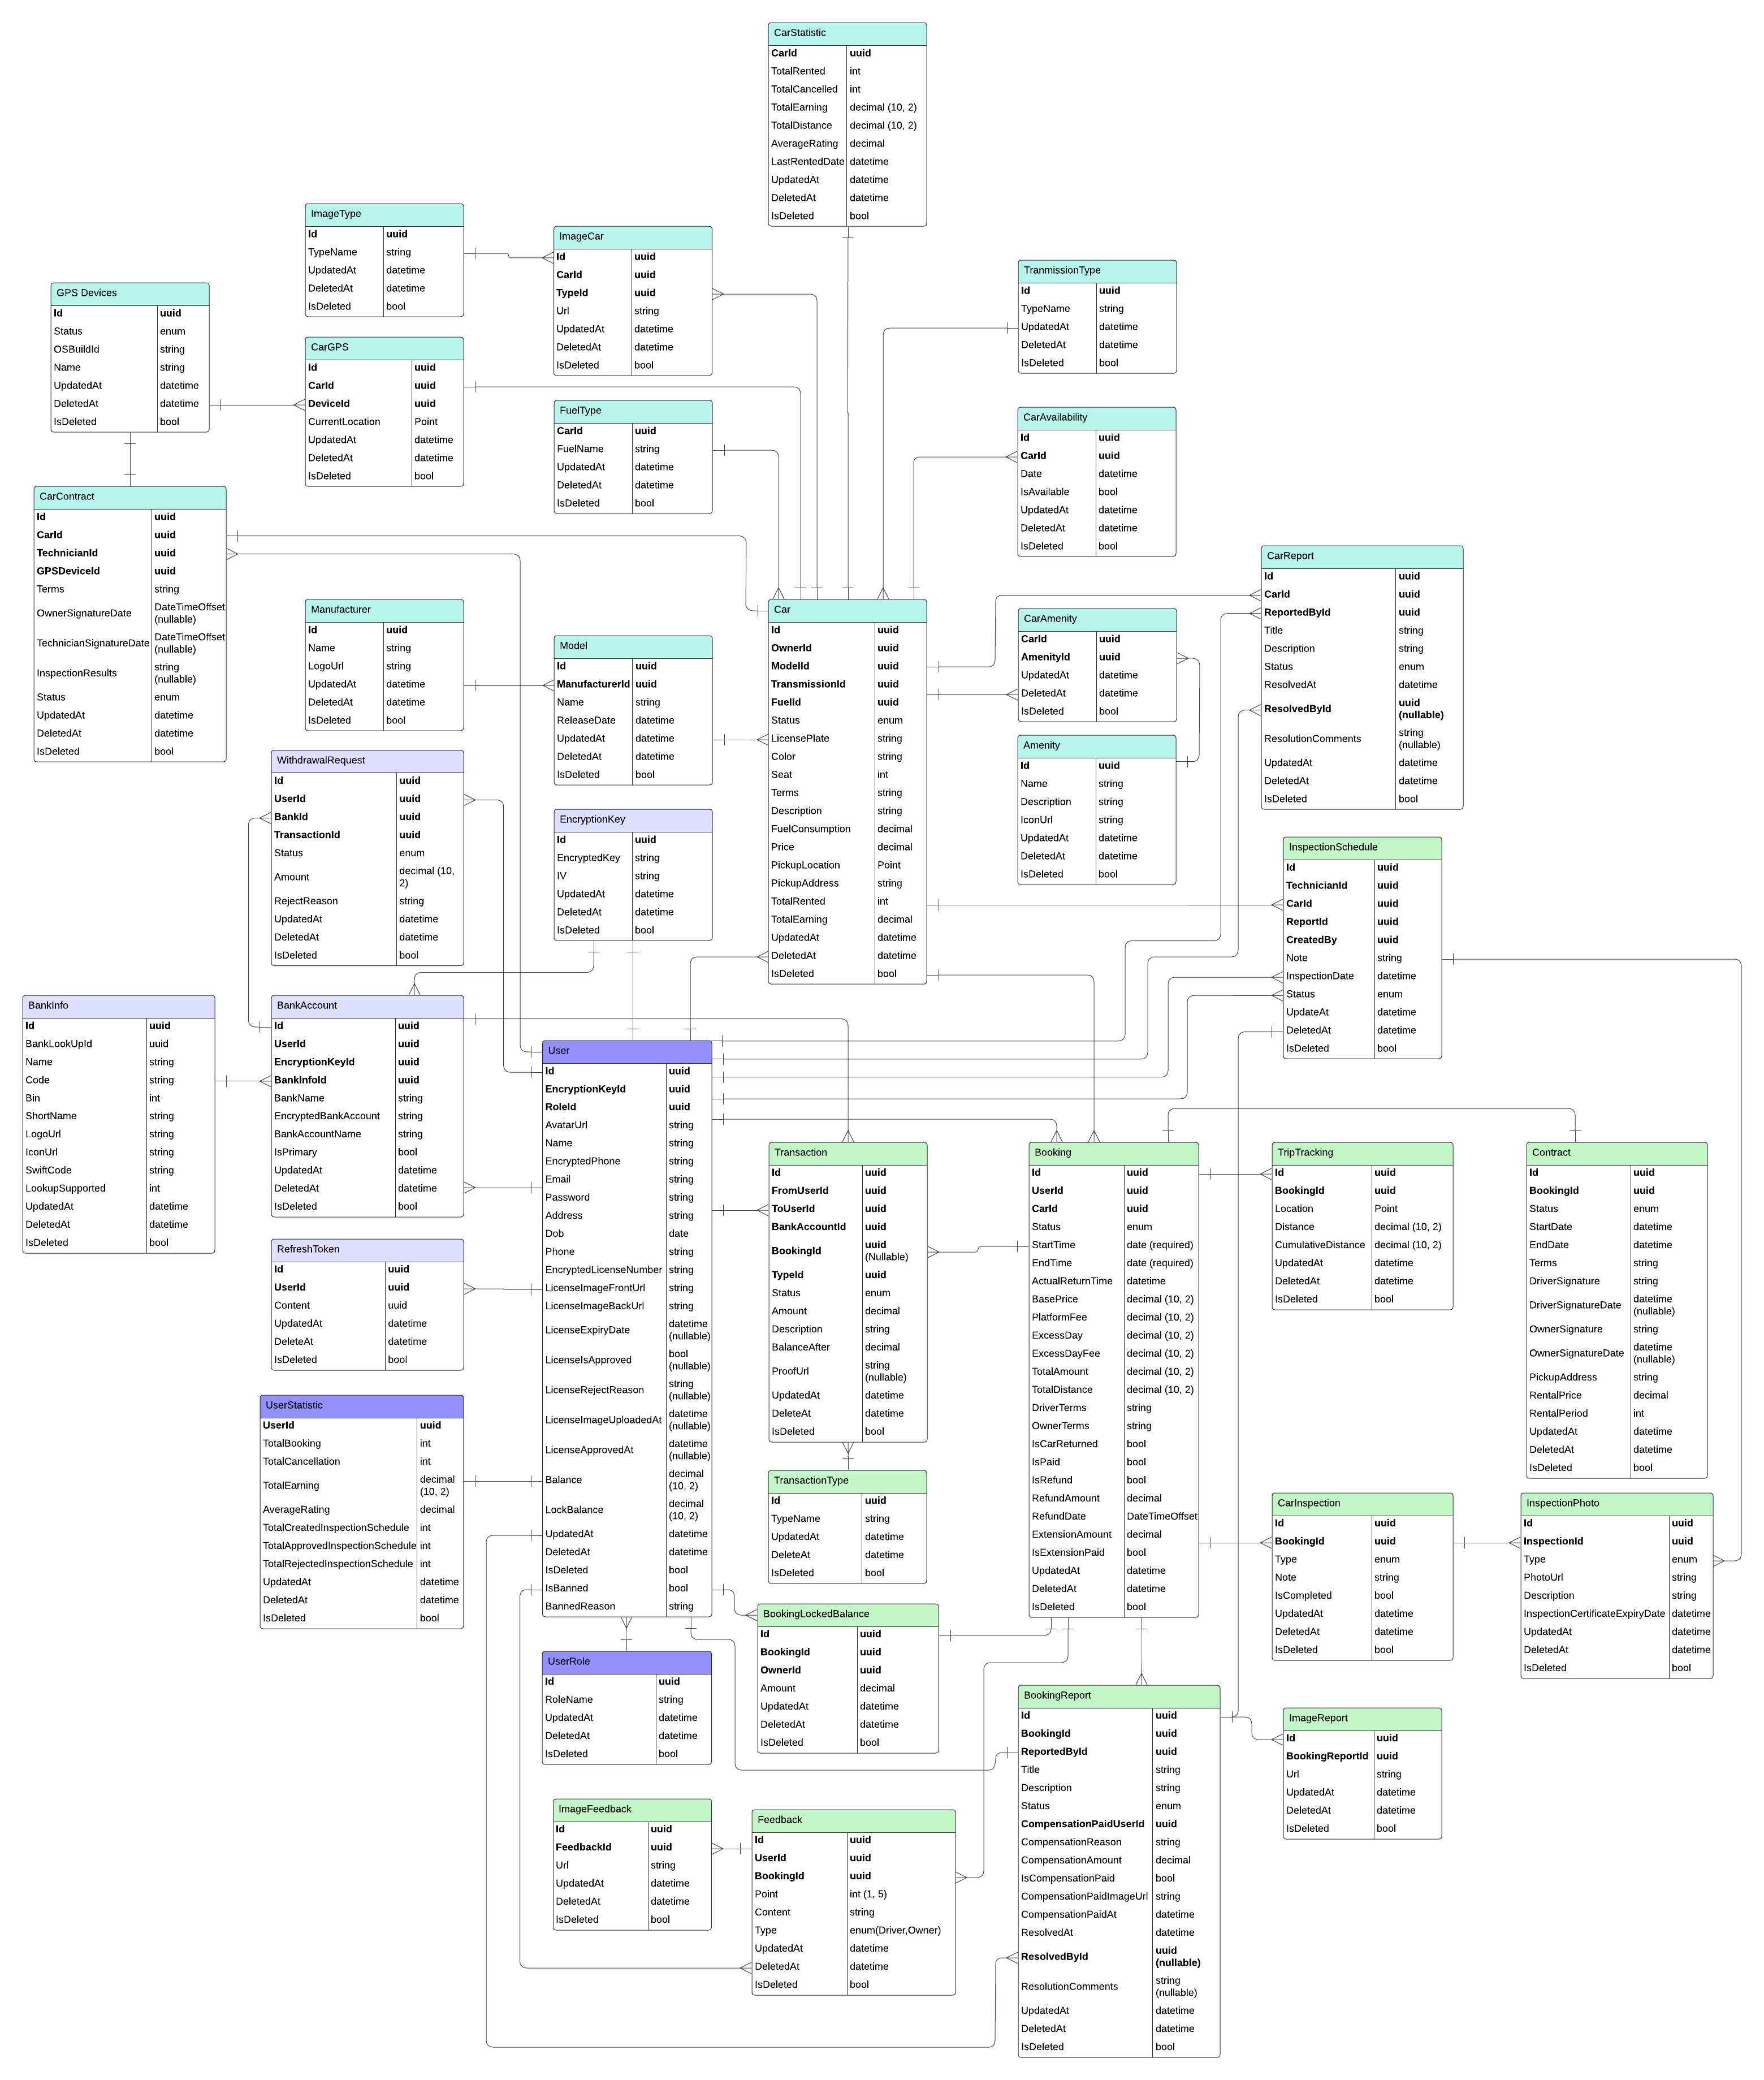 CarStatistic
CarId uuid
TotalRented int
TotalCancelled int
TotalEarning decimal (10, 2)
TotalDistance decimal (10, 2)
AverageRating decimal
LastRentedDate datetime
UpdatedAt datetime
DeletedAt datetime
IsDeleted bool
ImageType
Id uuid
TypeName string
UpdatedAt datetime
DeletedAt datetime
IsDeleted bool
ImageCar
Id uuid
CarId uuid
TypeId uuid
Url string
UpdatedAt datetime
DeletedAt datetime
IsDeleted bool
TranmissionType
Id uuid
TypeName string
UpdatedAt datetime
DeletedAt datetime
IsDeleted bool
GPS Devices
Id uuid
Status enum
OSBuildId string
Name string
UpdatedAt datetime
DeletedAt datetime
IsDeleted bool
CarGPS
Id uuid
CarId uuid
DeviceId uuid
CurrentLocation Point
UpdatedAt datetime
DeletedAt datetime
IsDeleted bool
FuelType
CarId uuid
FuelName string
UpdatedAt datetime
DeletedAt datetime
IsDeleted bool
CarAvailability
Id uuid
CarId uuid
Date datetime
IsAvailable bool
UpdatedAt datetime
DeletedAt datetime
IsDeleted bool
CarContract
Id uuid
CarId uuid
TechnicianId uuid
GPSDeviceId uuid
Terms string
OwnerSignatureDate DateTimeOffset
(nullable)
TechnicianSignatureDate DateTimeOffset
(nullable)
InspectionResults string
(nullable)
Status enum
UpdatedAt datetime
DeletedAt datetime
IsDeleted bool
CarReport
Id uuid
CarId uuid
ReportedById uuid
Title string
Description string
Status enum
ResolvedAt datetime
ResolvedById uuid
(nullable)
ResolutionComments string
(nullable)
UpdatedAt datetime
DeletedAt datetime
IsDeleted bool
Manufacturer
Id uuid
Name string
LogoUrl string
UpdatedAt datetime
DeletedAt datetime
IsDeleted bool
Model
Id uuid
ManufacturerId uuid
Name string
ReleaseDate datetime
UpdatedAt datetime
DeletedAt datetime
IsDeleted bool
Car
Id uuid
OwnerId uuid
ModelId uuid
TransmissionId uuid
FuelId uuid
Status enum
LicensePlate string
Color string
Seat int
Terms string
Description string
FuelConsumption decimal
Price decimal
PickupLocation Point
PickupAddress string
TotalRented int
TotalEarning decimal
UpdatedAt datetime
DeletedAt datetime
IsDeleted bool
CarAmenity
CarId uuid
AmenityId uuid
UpdatedAt datetime
DeletedAt datetime
IsDeleted bool
Amenity
Id uuid
Name string
Description string
IconUrl string
UpdatedAt datetime
DeletedAt datetime
IsDeleted bool
WithdrawalRequest
Id uuid
UserId uuid
BankId uuid
TransactionId uuid
Status enum
Amount decimal (10,
2)
RejectReason string
UpdatedAt datetime
DeletedAt datetime
IsDeleted bool
EncryptionKey
Id uuid
EncryptedKey string
IV string
UpdatedAt datetime
DeletedAt datetime
IsDeleted bool
InspectionSchedule
Id uuid
TechnicianId uuid
CarId uuid
ReportId uuid
CreatedBy uuid
Note string
InspectionDate datetime
Status enum
UpdateAt datetime
DeletedAt datetime
IsDeleted bool
BankInfo
Id uuid
BankLookUpId uuid
Name string
Code string
Bin int
ShortName string
LogoUrl string
IconUrl string
SwiftCode string
LookupSupported int
UpdatedAt datetime
DeletedAt datetime
IsDeleted bool
BankAccount
Id uuid
UserId uuid
EncryptionKeyId uuid
BankInfoId uuid
BankName string
EncryptedBankAccount string
BankAccountName string
IsPrimary bool
UpdatedAt datetime
DeletedAt datetime
IsDeleted bool
User
Id uuid
EncryptionKeyId uuid
RoleId uuid
AvatarUrl string
Name string
EncryptedPhone string
Email string
Password string
Address string
Dob date
Phone string
EncryptedLicenseNumber string
LicenseImageFrontUrl string
LicenseImageBackUrl string
LicenseExpiryDate datetime
(nullable)
LicenseIsApproved bool
(nullable)
LicenseRejectReason string
(nullable)
LicenseImageUploadedAt datetime
(nullable)
LicenseApprovedAt datetime
(nullable)
Balance decimal
(10, 2)
LockBalance decimal
(10, 2)
UpdatedAt datetime
DeletedAt datetime
IsDeleted bool
IsBanned bool
BannedReason string
RefreshToken
Id uuid
UserId uuid
Content uuid
UpdatedAt datetime
DeleteAt datetime
IsDeleted bool
UserStatistic
UserId uuid
TotalBooking int
TotalCancellation int
TotalEarning decimal
(10, 2)
AverageRating decimal
TotalCreatedInspectionSchedule int
TotalApprovedInspectionSchedule int
TotalRejectedInspectionSchedule int
UpdatedAt datetime
DeletedAt datetime
IsDeleted bool
Transaction
Id uuid
FromUserId uuid
ToUserId uuid
BankAccountId uuid
BookingId uuid
(Nullable)
TypeId uuid
Status enum
Amount decimal
Description string
BalanceAfter decimal
ProofUrl string
(nullable)
UpdatedAt datetime
DeleteAt datetime
IsDeleted bool
TransactionType
Id uuid
TypeName string
UpdatedAt datetime
DeleteAt datetime
IsDeleted bool
Booking
Id uuid
UserId uuid
CarId uuid
Status enum
StartTime date (required)
EndTime date (required)
ActualReturnTime datetime
BasePrice decimal (10, 2)
PlatformFee decimal (10, 2)
ExcessDay decimal (10, 2)
ExcessDayFee decimal (10, 2)
TotalAmount decimal (10, 2)
TotalDistance decimal (10, 2)
DriverTerms string
OwnerTerms string
IsCarReturned bool
IsPaid bool
IsRefund bool
RefundAmount decimal
RefundDate DateTimeOffset
ExtensionAmount decimal
IsExtensionPaid bool
UpdatedAt datetime
DeletedAt datetime
IsDeleted bool
TripTracking
Id uuid
BookingId uuid
Location Point
Distance decimal (10, 2)
CumulativeDistance decimal (10, 2)
UpdatedAt datetime
DeletedAt datetime
IsDeleted bool
Contract
Id uuid
BookingId uuid
Status enum
StartDate datetime
EndDate datetime
Terms string
DriverSignature string
DriverSignatureDate datetime
(nullable)
OwnerSignature string
OwnerSignatureDate datetime
(nullable)
PickupAddress string
RentalPrice decimal
RentalPeriod int
UpdatedAt datetime
DeletedAt datetime
IsDeleted bool
CarInspection
Id uuid
BookingId uuid
Type enum
Note string
IsCompleted bool
UpdatedAt datetime
DeletedAt datetime
IsDeleted bool
InspectionPhoto
Id uuid
InspectionId uuid
Type enum
PhotoUrl string
Description string
InspectionCertificateExpiryDate datetime
UpdatedAt datetime
DeletedAt datetime
IsDeleted bool
UserRole
Id uuid
RoleName string
UpdatedAt datetime
DeletedAt datetime
IsDeleted bool
BookingLockedBalance
Id uuid
BookingId uuid
OwnerId uuid
Amount decimal
UpdatedAt datetime
DeletedAt datetime
IsDeleted bool
BookingReport
Id uuid
BookingId uuid
ReportedById uuid
Title string
Description string
Status enum
CompensationPaidUserId uuid
CompensationReason string
CompensationAmount decimal
IsCompensationPaid bool
CompensationPaidImageUrl string
CompensationPaidAt datetime
ResolvedAt datetime
ResolvedById uuid
(nullable)
ResolutionComments string
(nullable)
UpdatedAt datetime
DeletedAt datetime
IsDeleted bool
ImageReport
Id uuid
BookingReportId uuid
Url string
UpdatedAt datetime
DeletedAt datetime
IsDeleted bool
ImageFeedback
Id uuid
FeedbackId uuid
Url string
UpdatedAt datetime
DeletedAt datetime
IsDeleted bool
Feedback
Id uuid
UserId uuid
BookingId uuid
Point int (1, 5)
Content string
Type enum(Driver,Owner)
UpdatedAt datetime
DeletedAt datetime
IsDeleted bool